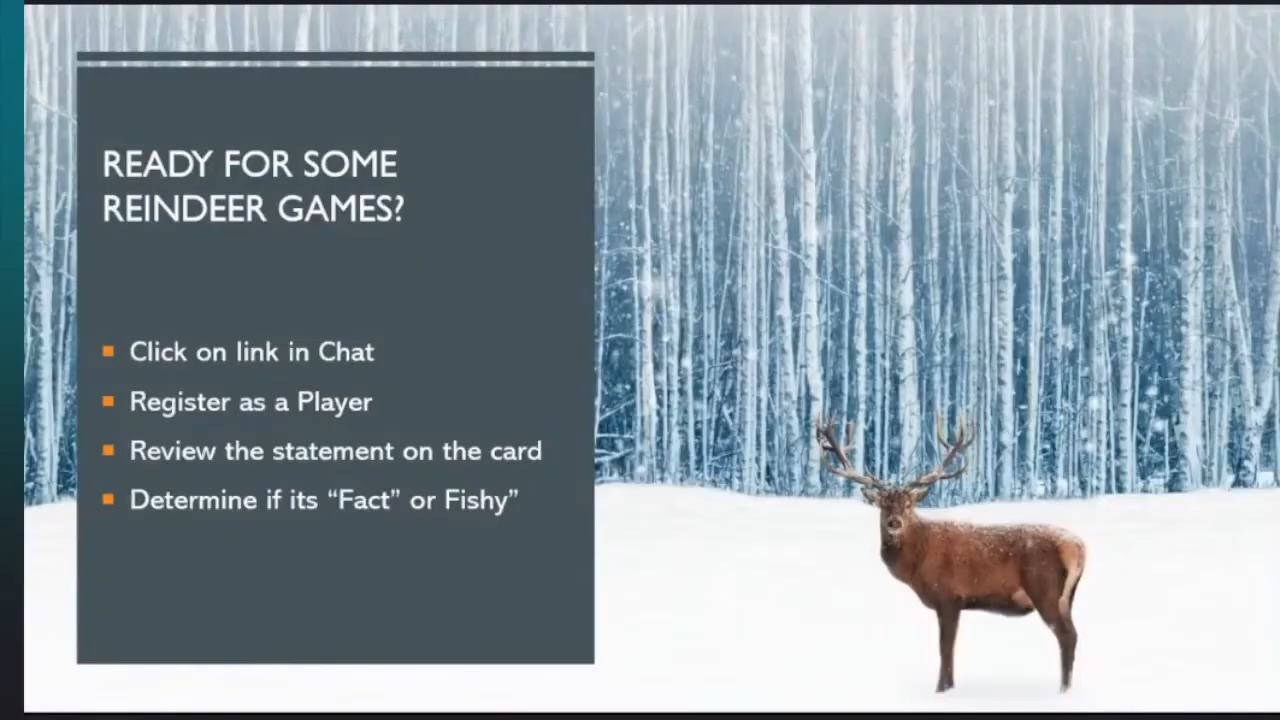 READY FOR SOME
REINDEER GAMES?
Click on link in Chat
Register as a Player
Review the statement on the card
Determine if its “Fact” or Fishy”